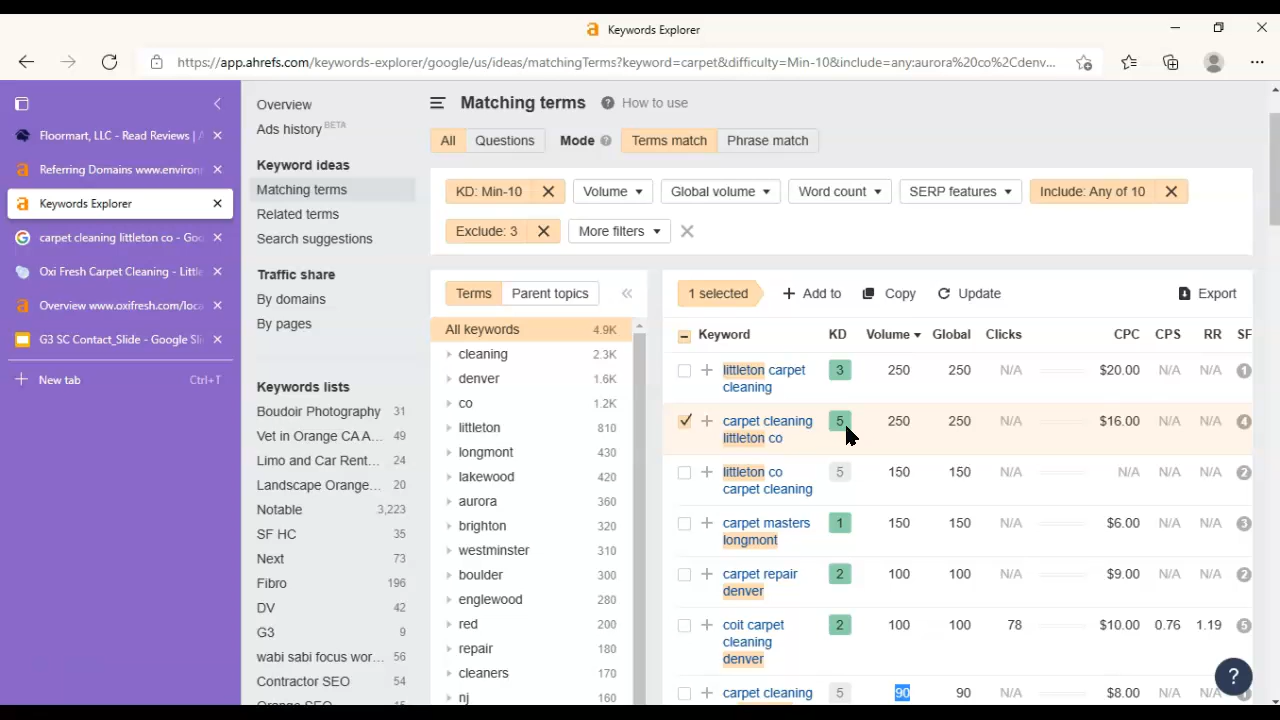 Keywords Explorer
https://app.ahrefs.com/keywords-explorer/google/us/ideas/matchingTerms?keyword=carpet&difficulty=Min-10&include=any:aurora%20co%2Cdenv...
Floormart, LLC - Read Reviews |
Referring Domains www.environ
Keywords Explorer
carpet cleaning littleton co - Goo
Oxi Fresh Carpet Cleaning - Little
Overview www.oxifresh.com/loca
G3 SC Contact_Slide - Google Sli
New tab Ctrl+T
Overview
Ads history BETA
Keyword ideas
Matching terms
Related terms
Search suggestions
Traffic share
By domains
By pages
Keywords lists
Boudoir Photography 31
Vet in Orange CA A... 49
Limo and Car Rent... 24
Landscape Orange... 20
Notable 3,223
SF HC 35
Next 73
Fibro 196
DV 42
G3 9
wabi sabi focus wor... 56
Contractor SEO 54
Orange SEO 15
Matching terms ? How to use
All Questions Mode ? Terms match Phrase match
KD: Min-10 Volume Global volume Word count SERP features Include: Any of 10
Exclude: 3 More filters
Terms Parent topics
All keywords 4.9K
cleaning 2.3K
denver 1.6K
co 1.2K
littleton 810
longmont 430
lakewood 420
aurora 360
brighton 320
westminster 310
boulder 300
englewood 280
red 200
repair 180
cleaners 170
nj 160
1 selected + Add to Copy Update Export
Keyword KD Volume Global Clicks CPC CPS RR SF
littleton carpet 3 250 250 N/A $20.00 N/A N/A 1
cleaning
carpet cleaning 5 250 250 N/A $16.00 N/A N/A 4
littleton co
littleton co 5 150 150 N/A N/A N/A N/A 2
carpet cleaning
carpet masters 1 150 150 N/A $6.00 N/A N/A 3
longmont
carpet repair 2 100 100 N/A $9.00 N/A N/A 2
denver
coit carpet 2 100 100 78 $10.00 0.76 1.19 5
cleaning
denver
carpet cleaning 5 90 90 N/A $8.00 N/A N/A
?